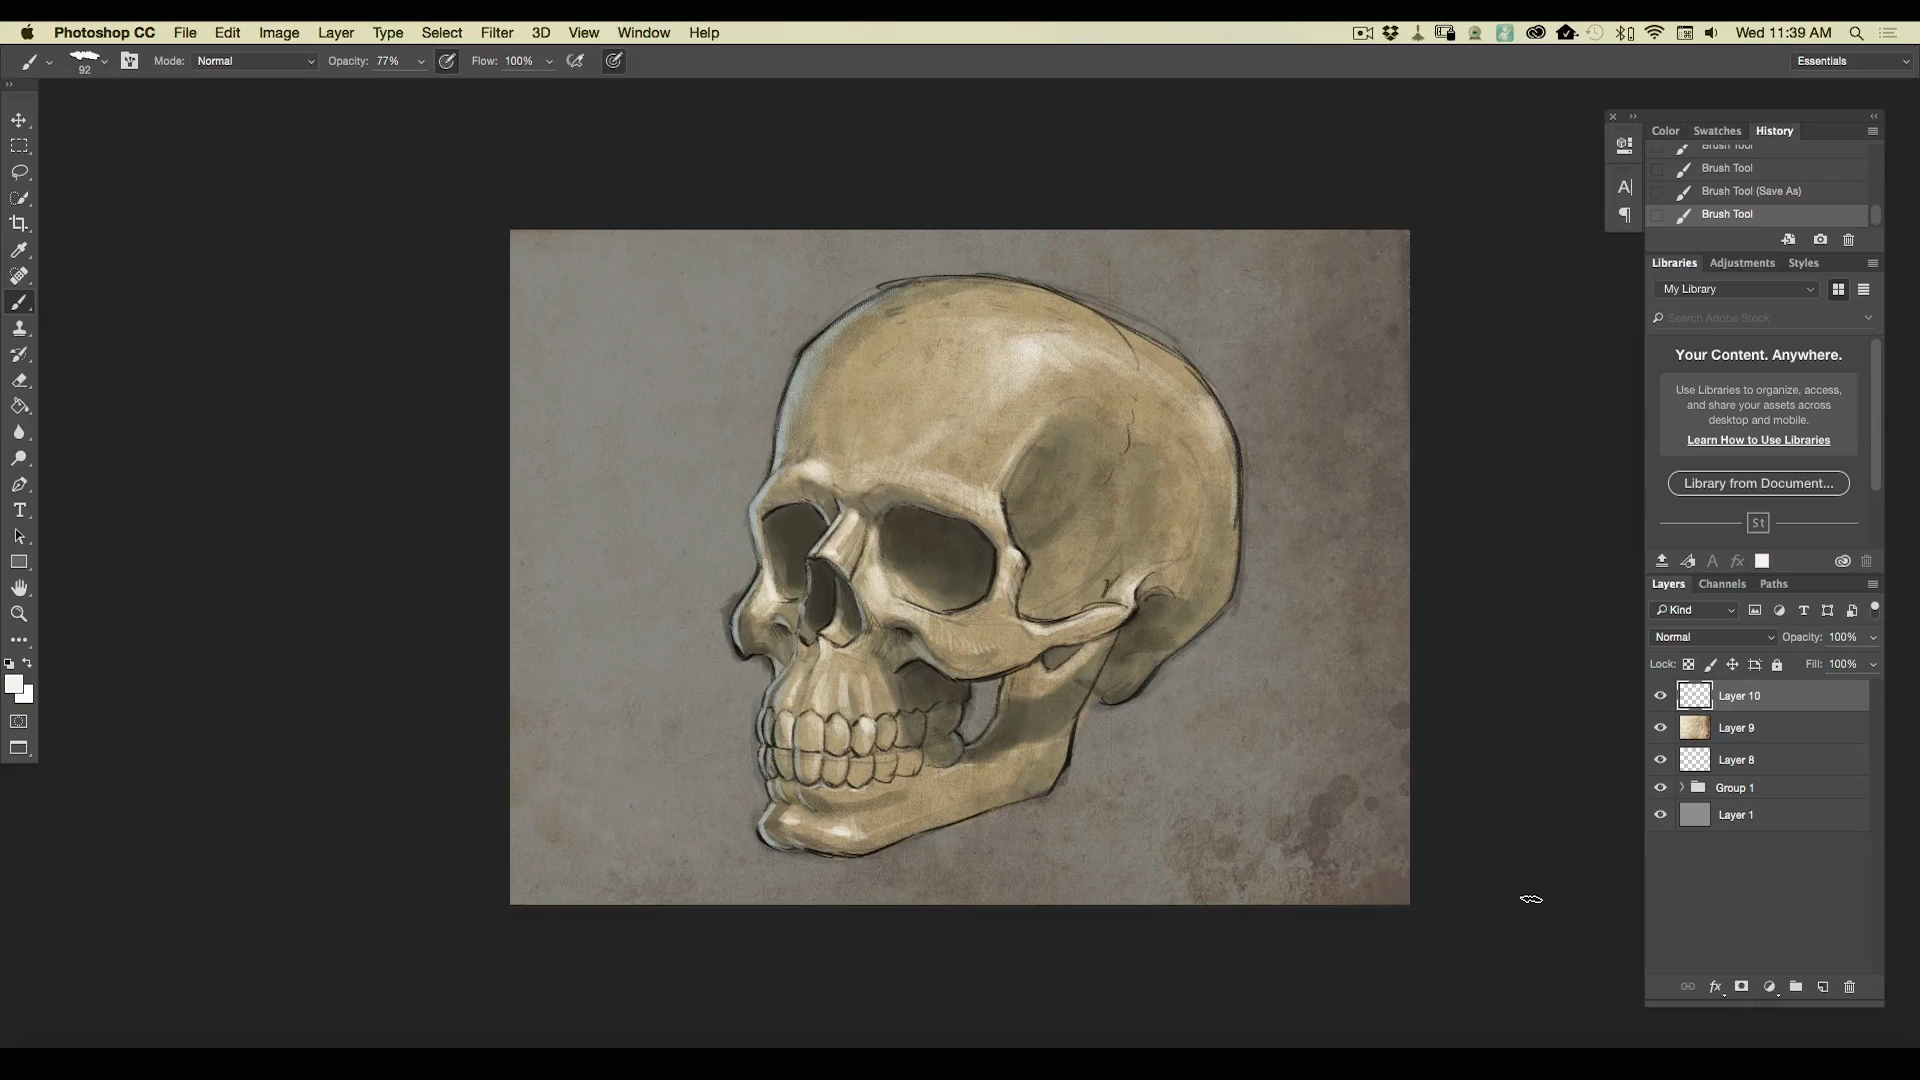 Photoshop CC File Edit Image Layer Type Select Filter 3D View Window Help Wed 11:39 AM
92 Mode: Normal Opacity: 77% Flow: 100% Essentials
Color Swatches History
Brush Tool
Brush Tool
Brush Tool (Save As)
Brush Tool
Libraries Adjustments Styles
My Library
Search Adobe Stock
Your Content. Anywhere.
Use Libraries to organize, access,
and share your assets across
desktop and mobile.
Learn How to Use Libraries
Library from Document...
St
Layers Channels Paths
Kind
Normal Opacity: 100%
Lock: Fill: 100%
Layer 10
Layer 9
Layer 8
Group 1
Layer 1